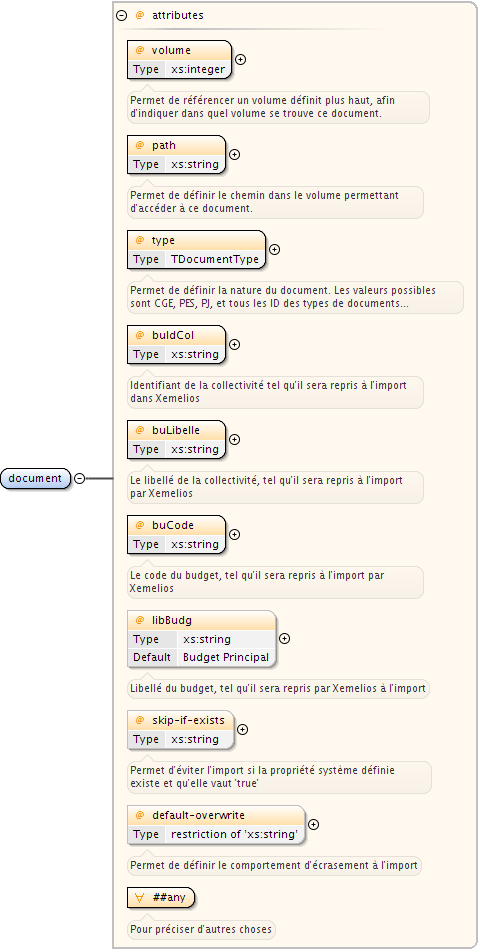 @ attributes
@ volume
Type xs:integer
Permet de référencer un volume définit plus haut, afin
d'indiquer dans quel volume se trouve ce document.
@ path
Type xs:string
Permet de définir le chemin dans le volume permettant
d'accéder à ce document.
@ type
Type TDocumentType
Permet de définir la nature du document. Les valeurs possibles
sont CGE, PES, PJ, et tous les ID des types de documents...
@ buIdCol
Type xs:string
Identifiant de la collectivité tel qu'il sera repris à l'import
dans Xemelios
@ buLibelle
Type xs:string
Le libellé de la collectivité, tel qu'il sera repris à l'import
par Xemelios
document
@ buCode
Type xs:string
Le code du budget, tel qu'il sera repris à l'import par
Xemelios
@ libBudg
Type xs:string
Default Budget Principal
Libellé du budget, tel qu'il sera repris par Xemelios à l'import
@ skip-if-exists
Type xs:string
Permet d'éviter l'import si la propriété système définie
existe et qu'elle vaut 'true'
@ default-overwrite
Type restriction of 'xs:string'
Permet de définir le comportement d'écrasement à l'import
∀ ##any
Pour préciser d'autres choses